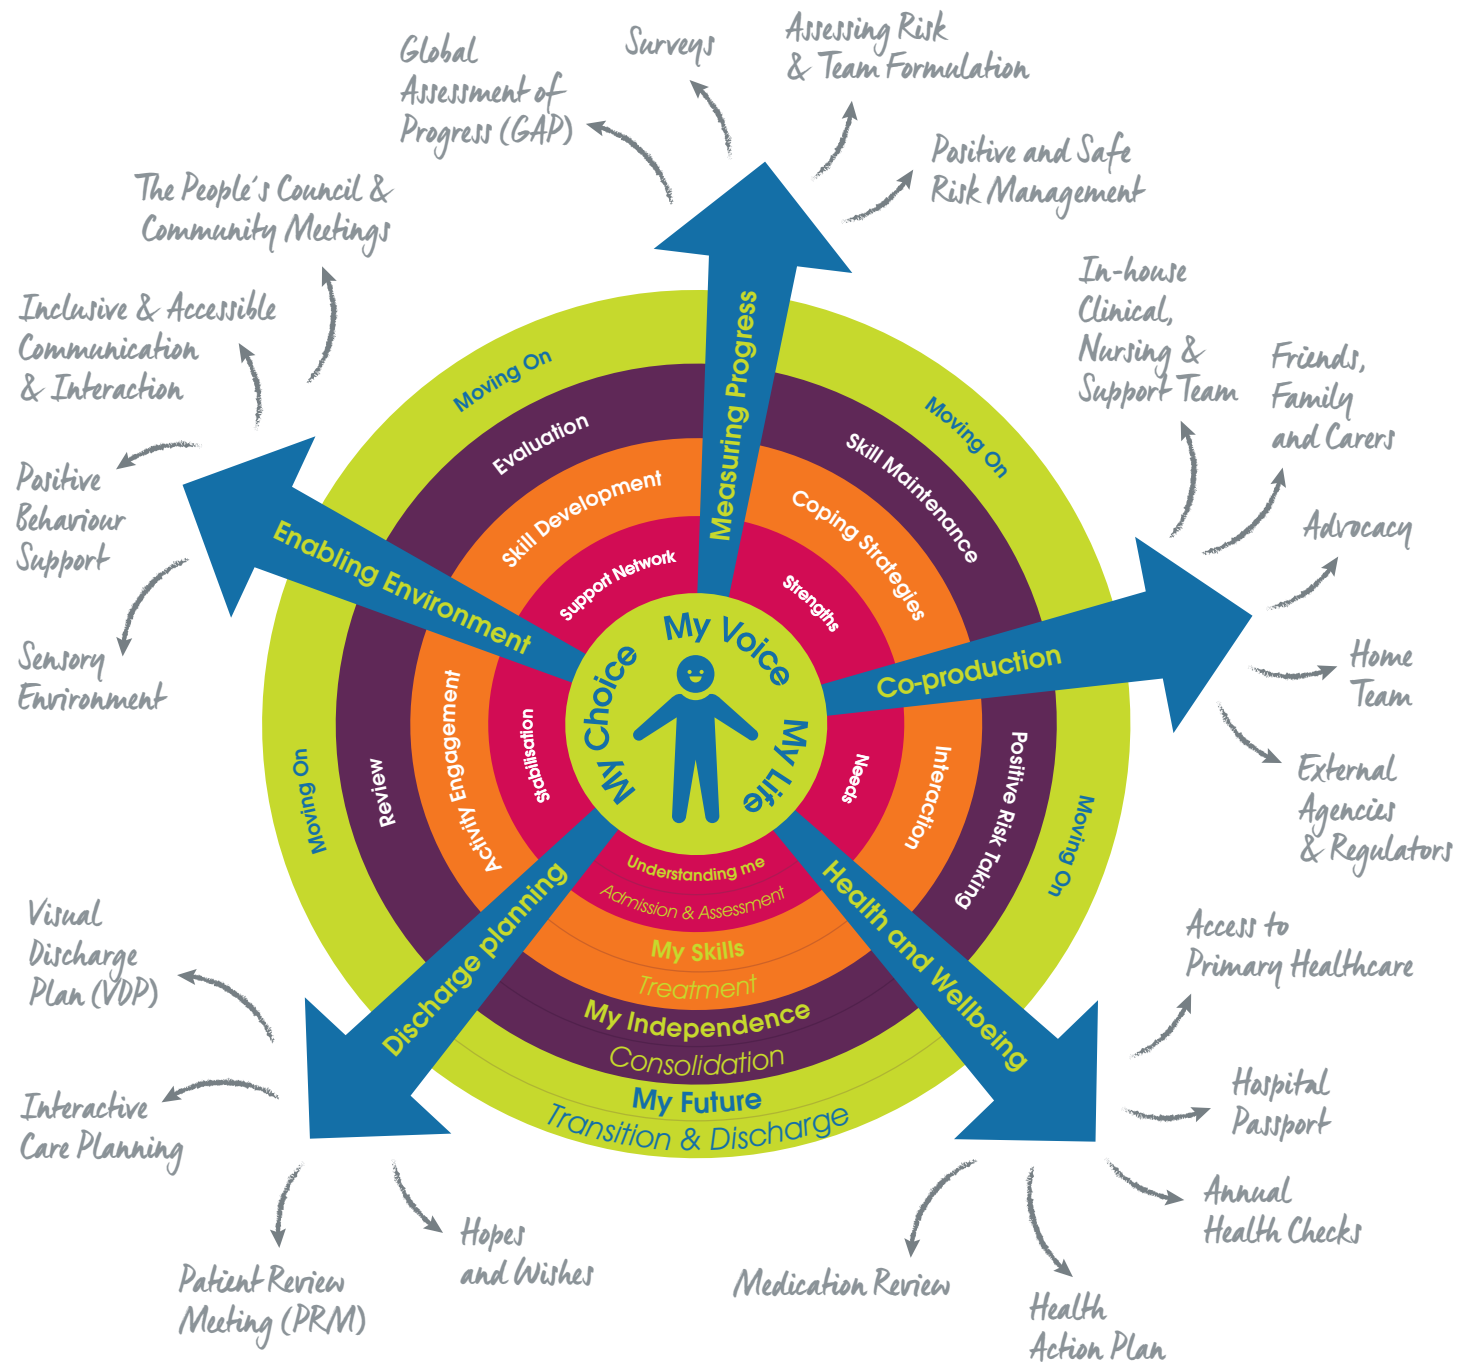 Global
Assessment of
Progress (GAP)
Surveys
Assessing Risk
& Team Formulation
Positive and Safe
Risk Management
The People's Council &
Community Meetings
Inclusive & Accessible
Communication
& Interaction
Positive
Behaviour
Support
Sensory
Environment
In-house
Clinical,
Nursing &
Support Team
Friends,
Family
and Carers
Advocacy
Home
Team
External
Agencies
& Regulators
Measuring Progress
Enabling Environment
Co-production
Discharge planning
Health and Wellbeing
Moving On
Moving On
Moving On
Moving On
Evaluation
Skill Maintenance
Review
Positive Risk Taking
Skill Development
Coping Strategies
Activity Engagement
Interaction
Support Network
Strengths
Stabilisation
Needs
My Choice
My Voice
My Life
Understanding me
Admission & Assessment
My Skills
Treatment
My Independence
Consolidation
My Future
Transition & Discharge
Visual
Discharge
Plan (VDP)
Interactive
Care Planning
Patient Review
Meeting (PRM)
Hopes
and Wishes
Access to
Primary Healthcare
Hospital
Passport
Annual
Health Checks
Medication Review
Health
Action Plan